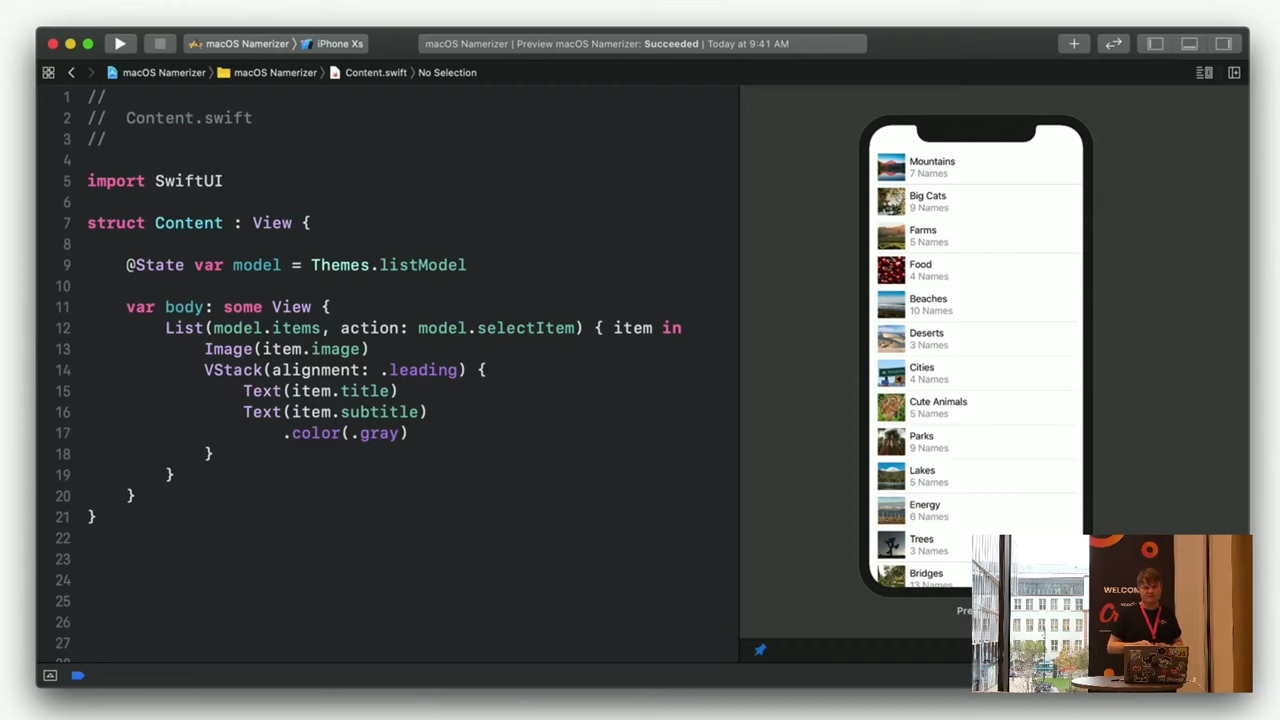 macOS Namerizer 〉 iPhone Xs
macOS Namerizer | Preview macOS Namerizer: Succeeded | Today at 9:41 AM
macOS Namerizer 〉 macOS Namerizer 〉 Content.swift 〉 No Selection
1 //
2 //  Content.swift
3 //
4
5 import SwiftUI
6
7 struct Content : View {
8
9     @State var model = Themes.listModel
10
11     var body: some View {
12         List(model.items, action: model.selectItem) { item in
13             Image(item.image)
14             VStack(alignment: .leading) {
15                 Text(item.title)
16                 Text(item.subtitle)
17                     .color(.gray)
18             }
19         }
20     }
21 }
22
23
24
25
26
27
Mountains
7 Names
Big Cats
9 Names
Farms
5 Names
Food
4 Names
Beaches
10 Names
Deserts
3 Names
Cities
4 Names
Cute Animals
5 Names
Parks
9 Names
Lakes
5 Names
Energy
6 Names
Trees
3 Names
Bridges
13 Names
WELCOM